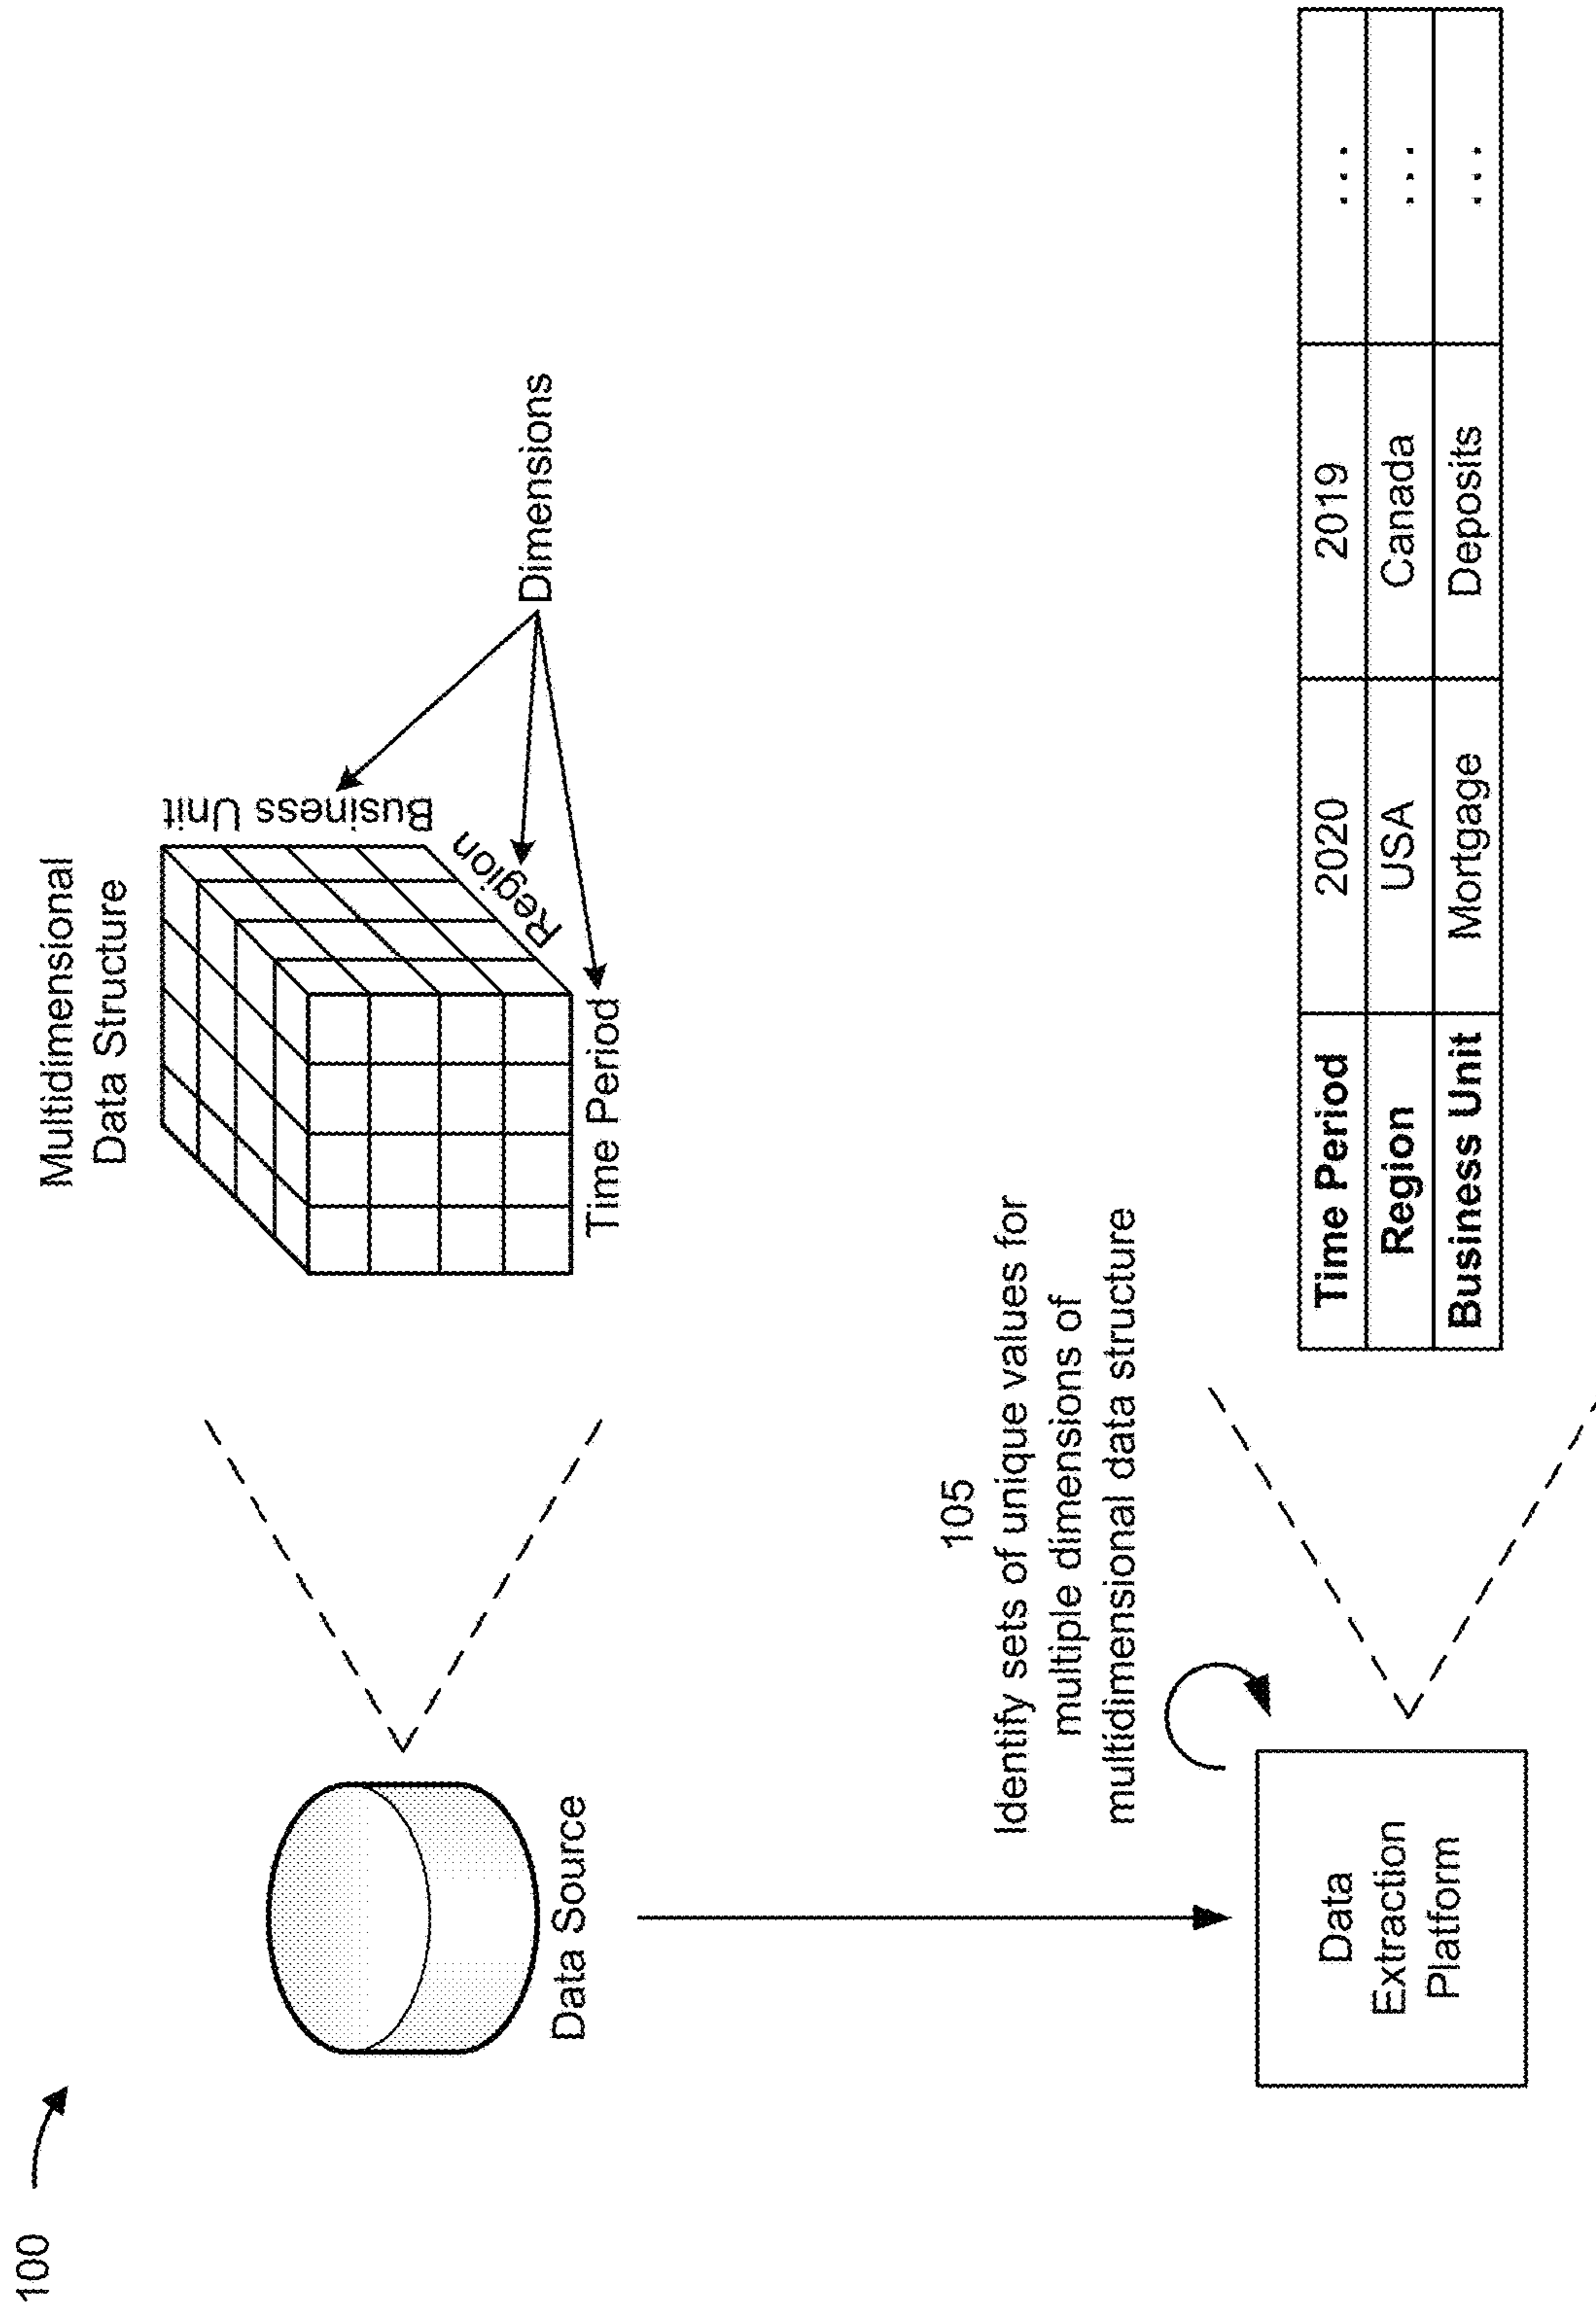 100
Multidimensional
Data Structure
Business Unit
Region
Time Period
Dimensions
Data Source
105
Identify sets of unique values for
multiple dimensions of
multidimensional data structure
Data
Extraction
Platform
Time Period 2020 2019 ...
Region USA Canada ...
Business Unit Mortgage Deposits ...